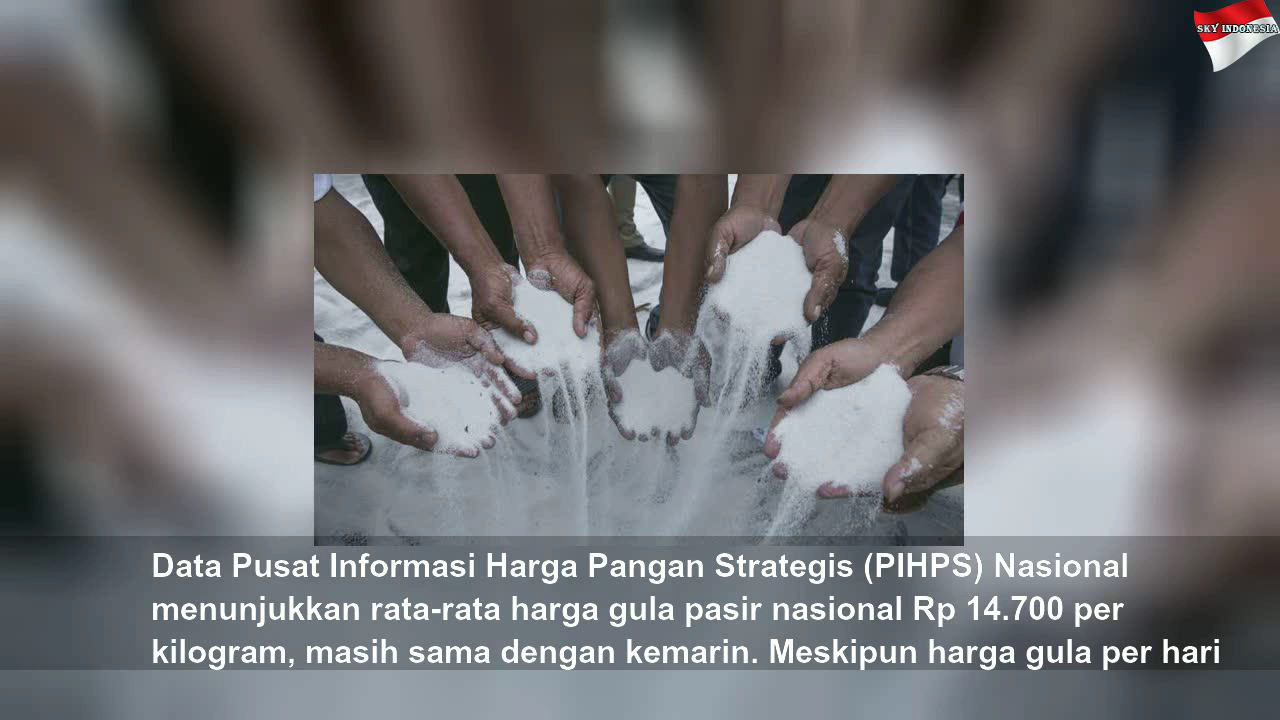 SKY INDONESIA
Data Pusat Informasi Harga Pangan Strategis (PIHPS) Nasional
menunjukkan rata-rata harga gula pasir nasional Rp 14.700 per
kilogram, masih sama dengan kemarin. Meskipun harga gula per hari